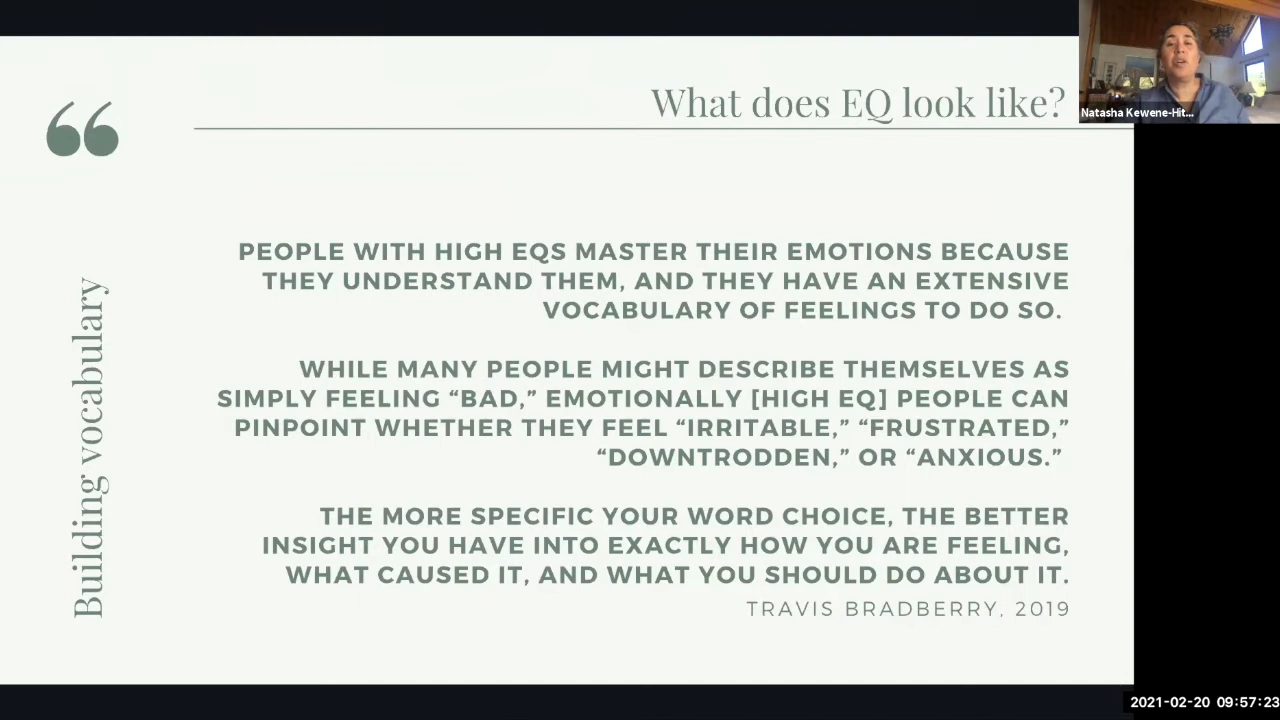 What does EQ look like?
Natasha Kewene-Hit...
“
Building vocabulary
PEOPLE WITH HIGH EQS MASTER THEIR EMOTIONS BECAUSE
THEY UNDERSTAND THEM, AND THEY HAVE AN EXTENSIVE
VOCABULARY OF FEELINGS TO DO SO.
WHILE MANY PEOPLE MIGHT DESCRIBE THEMSELVES AS
SIMPLY FEELING “BAD,” EMOTIONALLY [HIGH EQ] PEOPLE CAN
PINPOINT WHETHER THEY FEEL “IRRITABLE,” “FRUSTRATED,”
“DOWNTRODDEN,” OR “ANXIOUS.”
THE MORE SPECIFIC YOUR WORD CHOICE, THE BETTER
INSIGHT YOU HAVE INTO EXACTLY HOW YOU ARE FEELING,
WHAT CAUSED IT, AND WHAT YOU SHOULD DO ABOUT IT.
TRAVIS BRADBERRY, 2019
2021-02-20 09:57:23